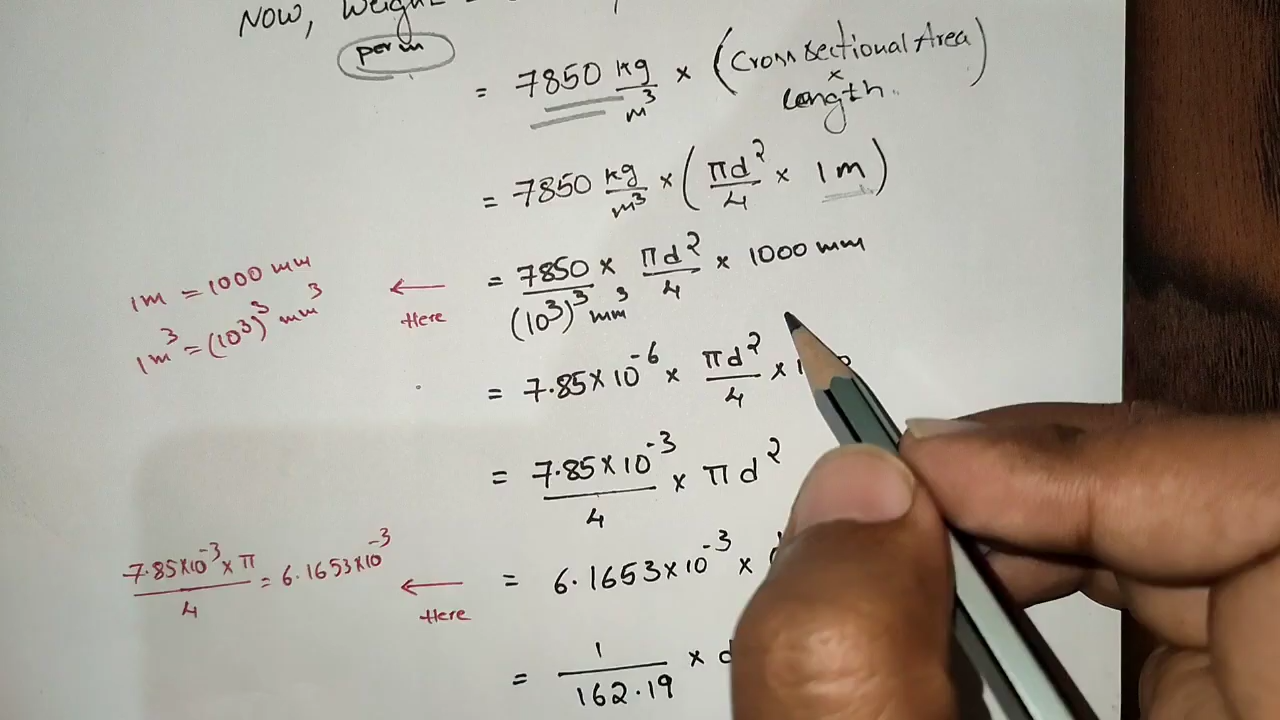 Now, Weight
per m
= 7850 kg/m³ × (Cross sectional Area × Length.)
= 7850 kg/m³ × (πd²/4 × 1m)
1m = 1000 mm
1m³ = (10³)³ mm³
← Here
= 7850/(10³)³ mm³ × πd²/4 × 1000 mm
= 7.85×10⁻⁶ × πd²/4 ×
= 7.85×10⁻³/4 × πd²
7.85×10⁻³×π/4 = 6.1653×10⁻³
← Here
= 6.1653×10⁻³ ×
= 1/162.19 × d